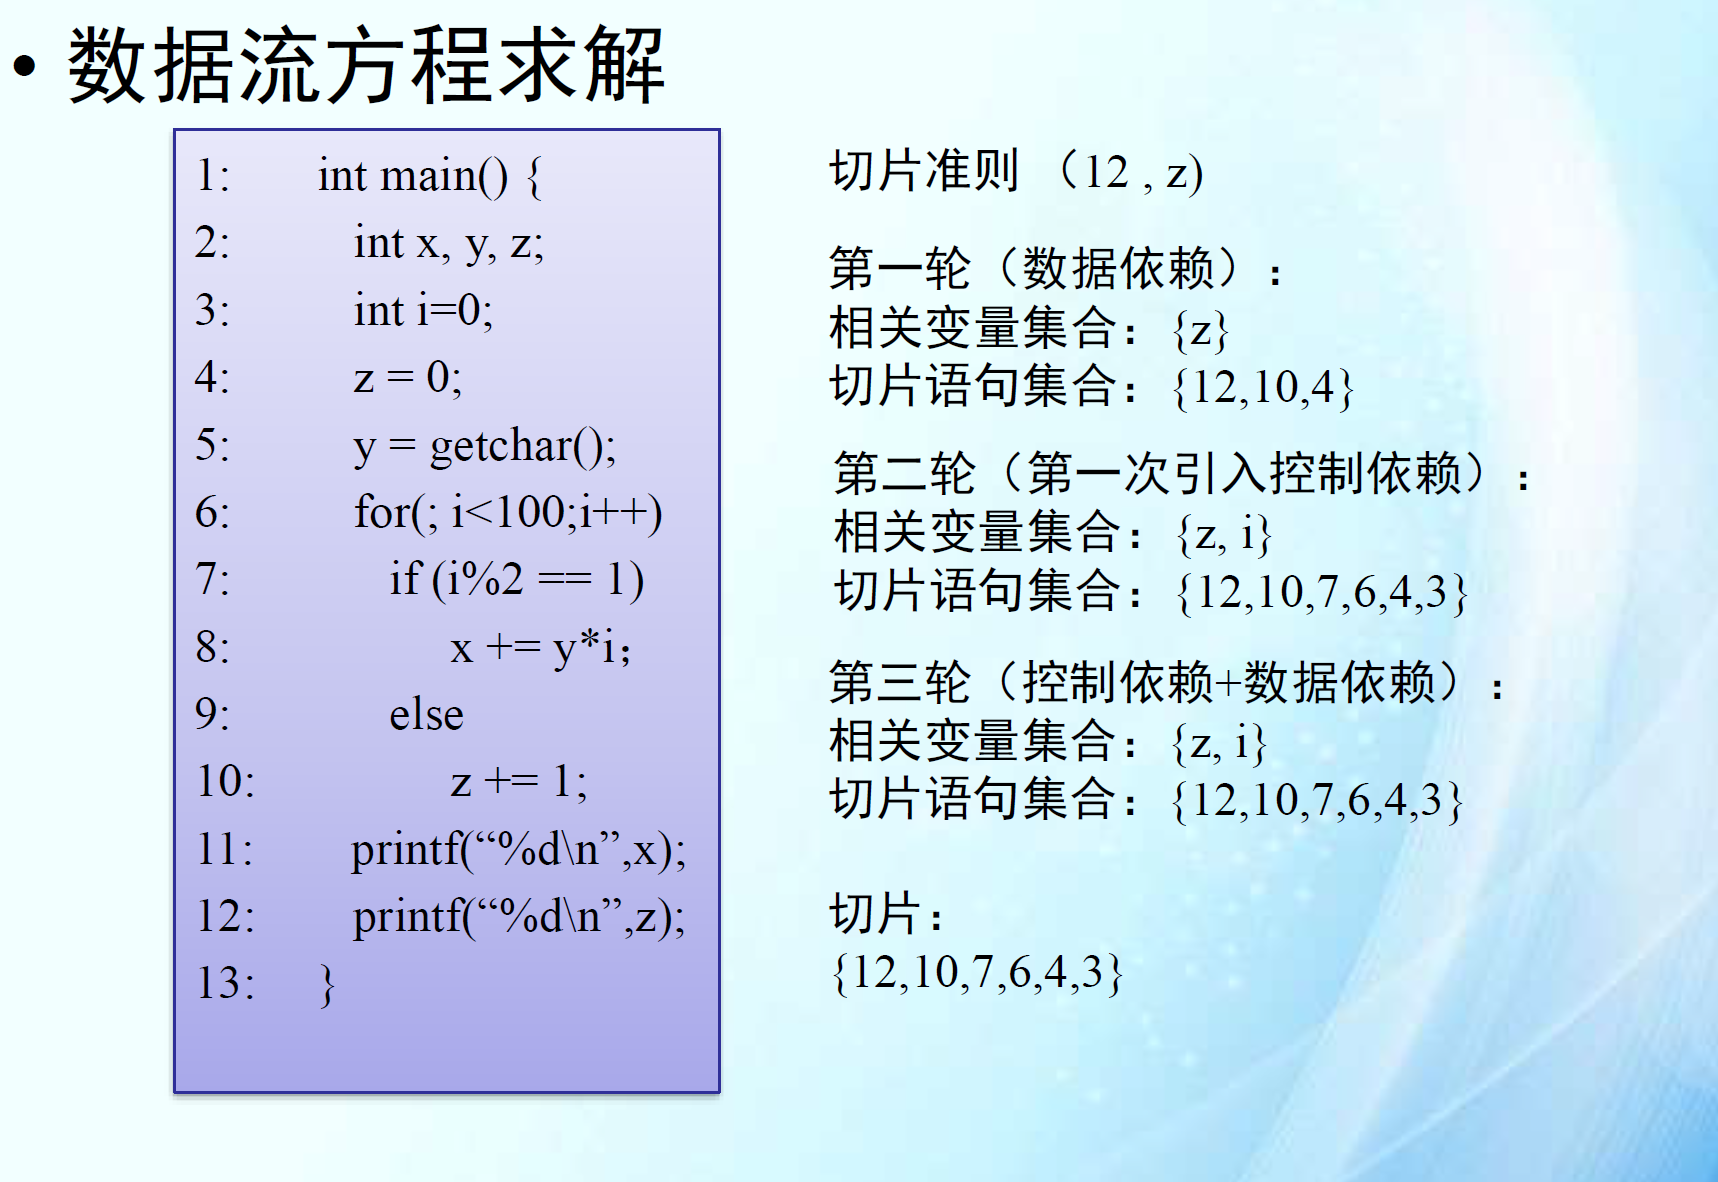 • 数据流方程求解
1: int main() {
2: int x, y, z;
3: int i=0;
4: z = 0;
5: y = getchar();
6: for(; i<100;i++)
7: if (i%2 == 1)
8: x += y*i；
9: else
10: z += 1;
11: printf(“%d\n”,x);
12: printf(“%d\n”,z);
13: }
切片准则 （12 , z)
第一轮（数据依赖）：
相关变量集合：{z}
切片语句集合：{12,10,4}
第二轮（第一次引入控制依赖）：
相关变量集合：{z, i}
切片语句集合：{12,10,7,6,4,3}
第三轮（控制依赖+数据依赖）：
相关变量集合：{z, i}
切片语句集合：{12,10,7,6,4,3}
切片：
{12,10,7,6,4,3}